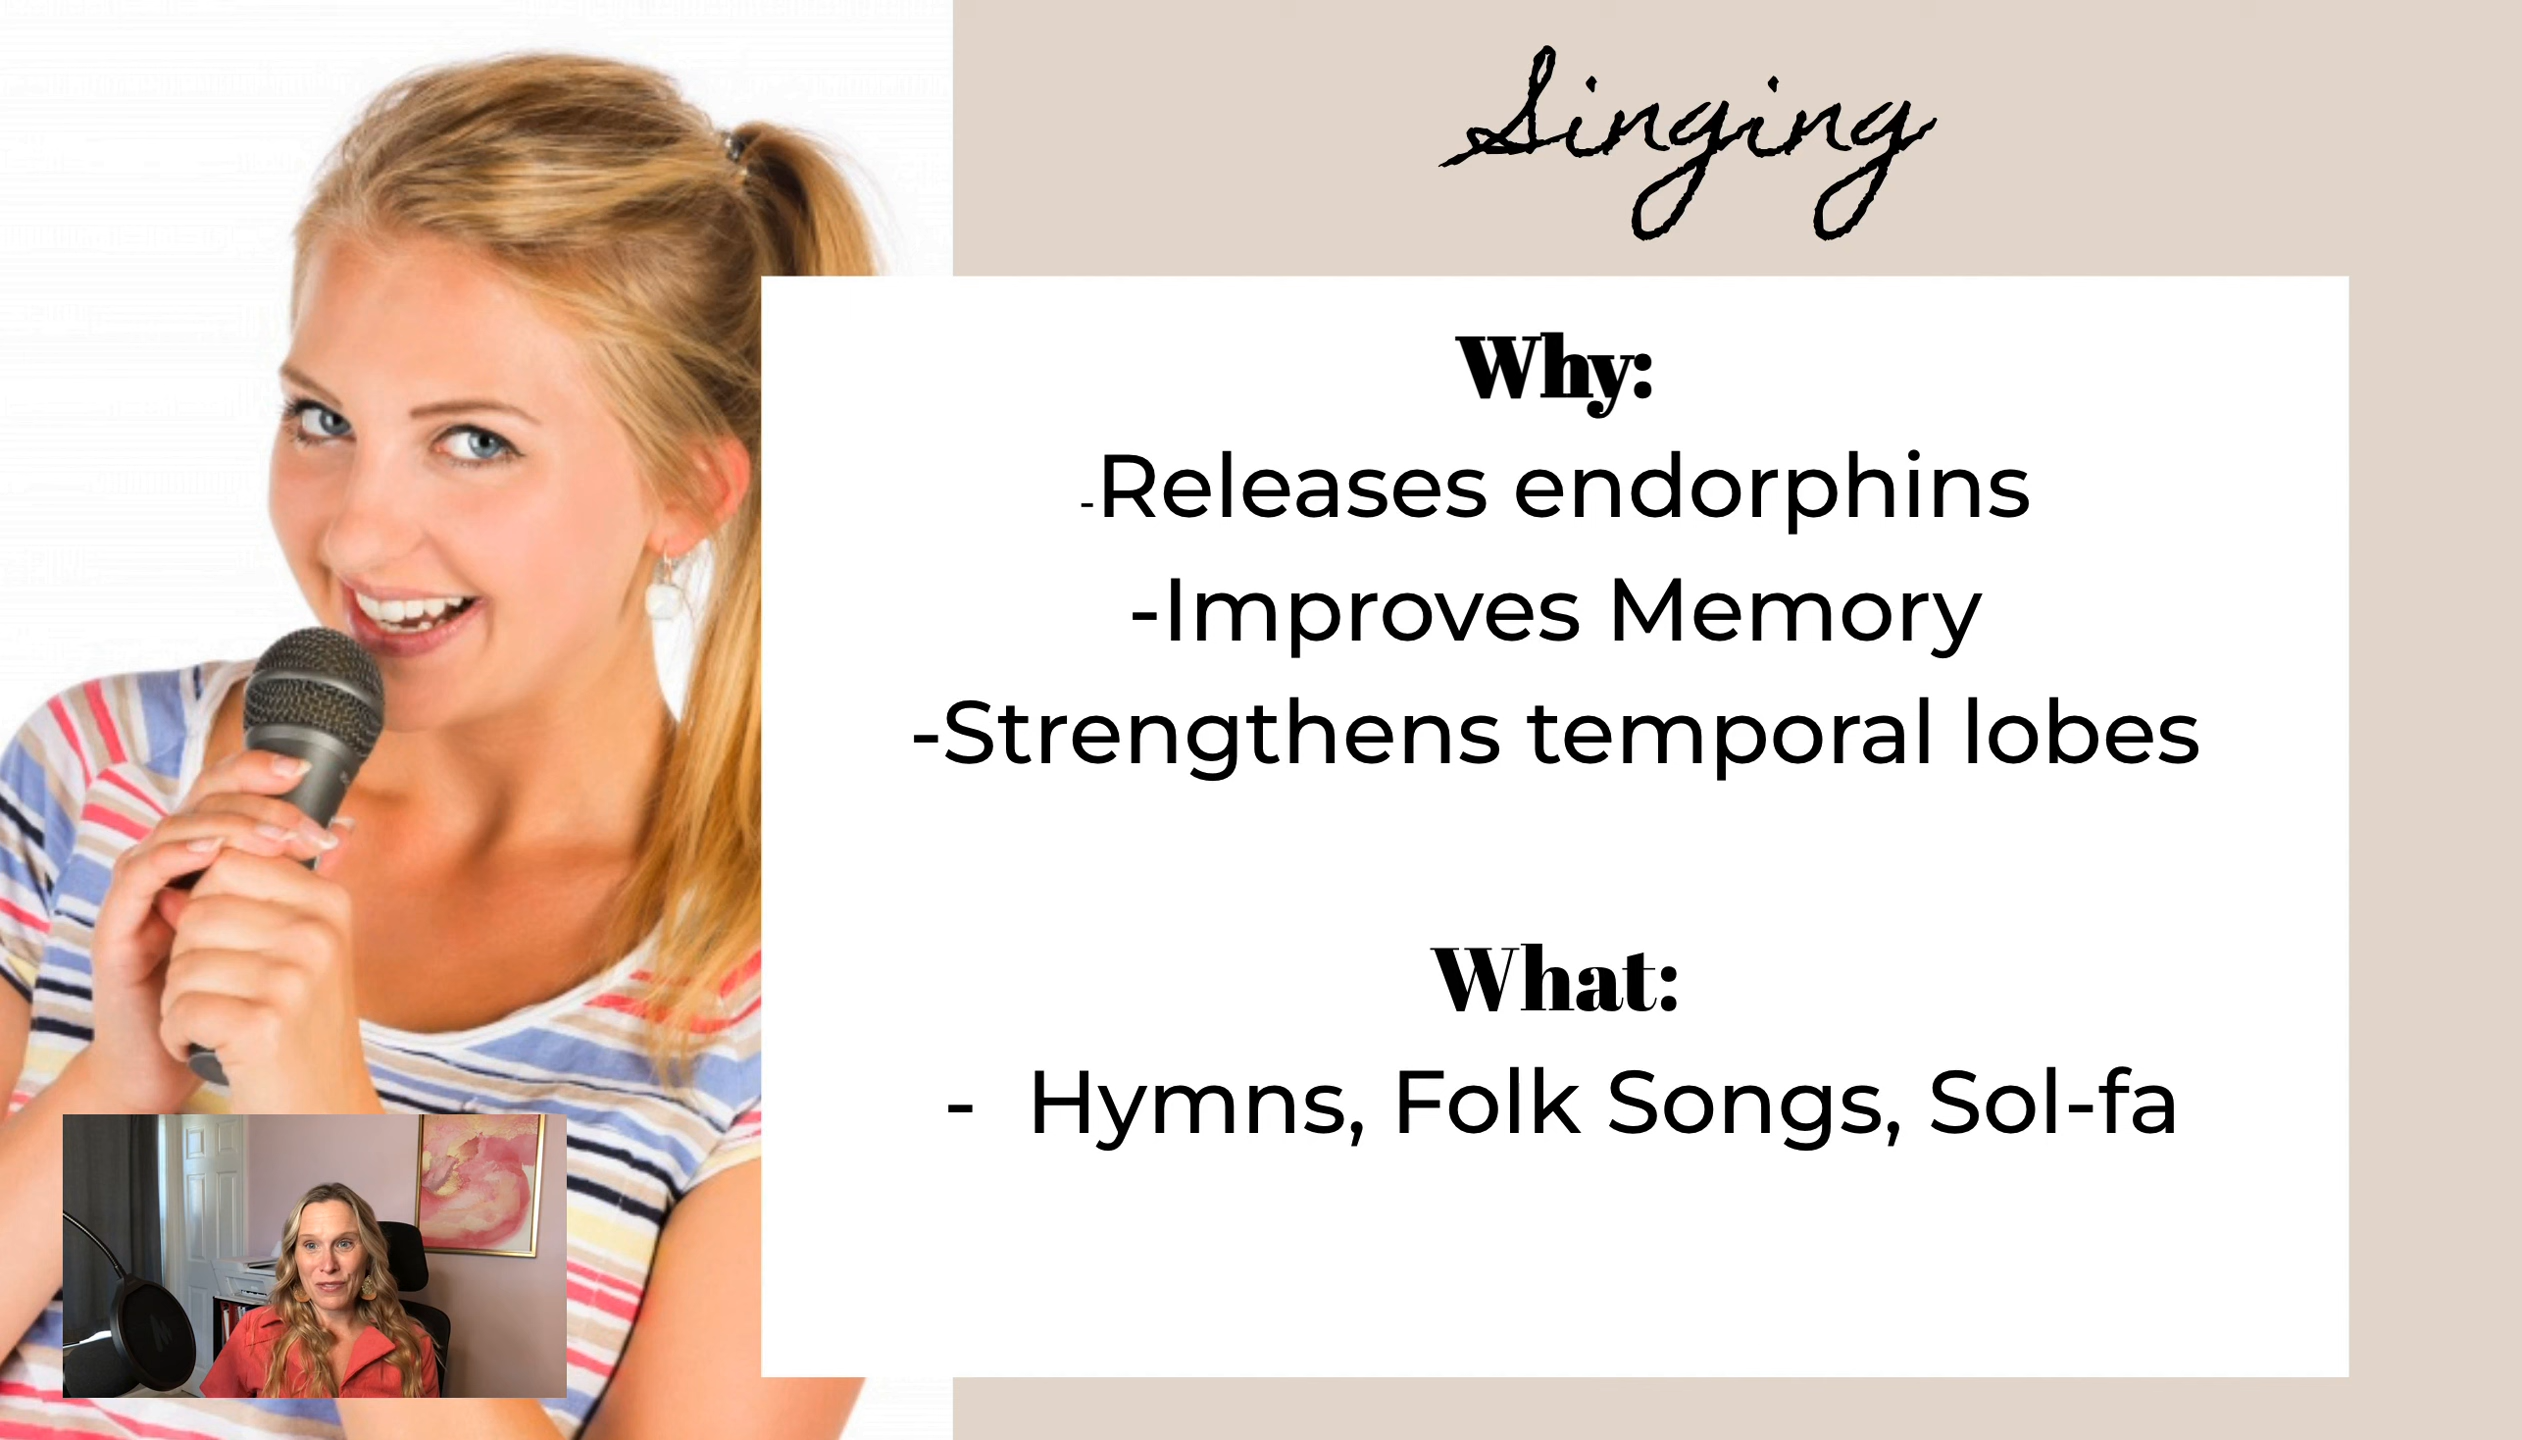 Singing
Why:
-Releases endorphins
-Improves Memory
-Strengthens temporal lobes
What:
- Hymns, Folk Songs, Sol-fa